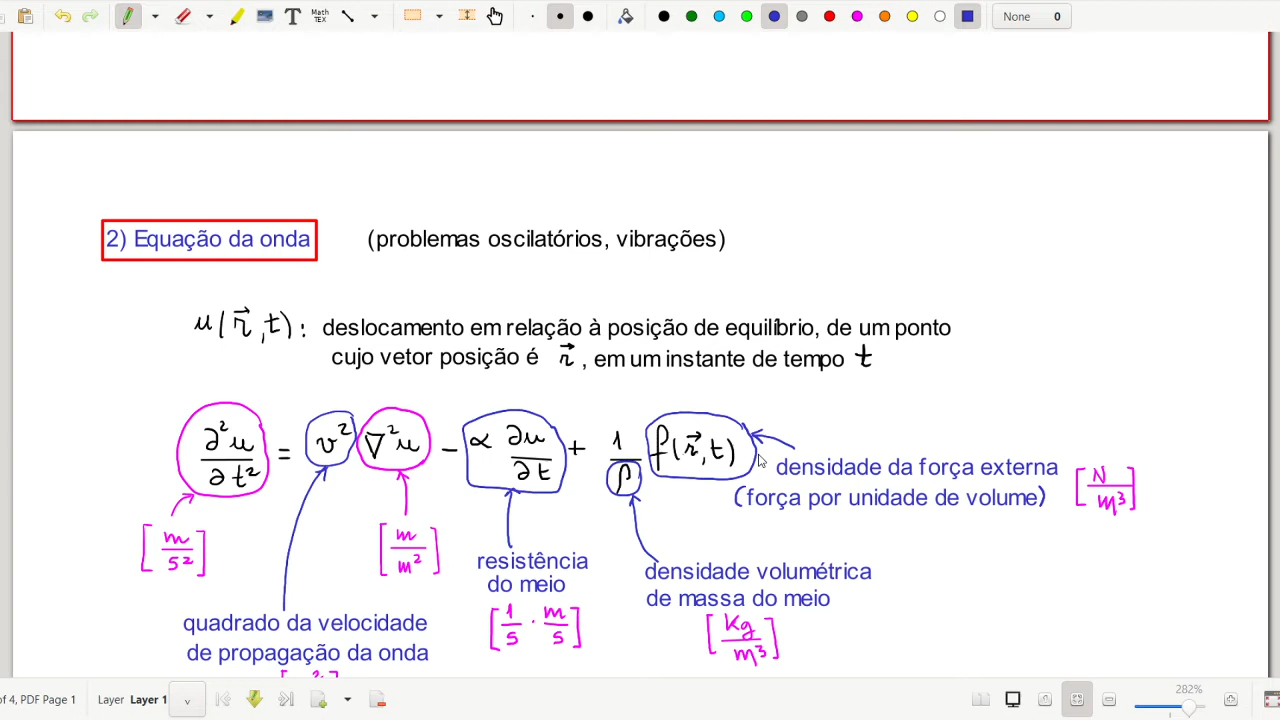 Math
TEX
None 0
2) Equação da onda (problemas oscilatórios, vibrações)
u(r⃗,t): deslocamento em relação à posição de equilíbrio, de um ponto
cujo vetor posição é r⃗, em um instante de tempo t
∂²u/∂t² = v² ∇²u - α ∂u/∂t + 1/ρ f(r⃗,t)
densidade da força externa
(força por unidade de volume) [N/m³]
[m/s²] [m/m²]
resistência
do meio
densidade volumétrica
de massa do meio
[1/s · m/s] [Kg/m³]
quadrado da velocidade
de propagação da onda
of 4, PDF Page 1 Layer Layer 1 282%